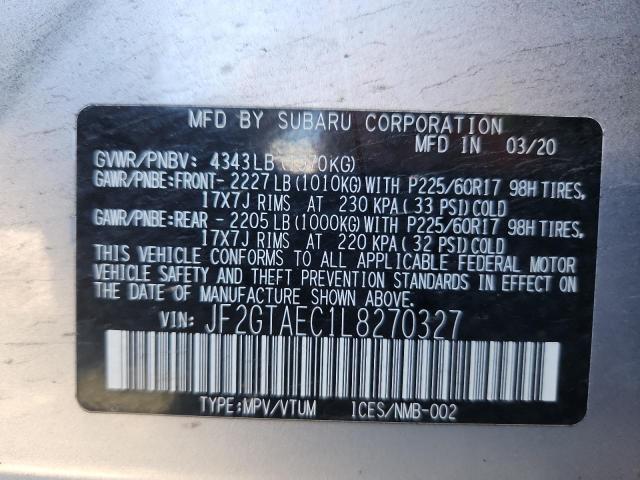 MFD BY SUBARU CORPORATION
MFD IN 03/20
GVWR/PNBV: 4343LB(1970KG)
GAWR/PNBE:FRONT- 2227LB(1010KG)WITH P225/60R17 98H TIRES,
17X7J RIMS AT 230 KPA(33 PSI)COLD
GAWR/PNBE:REAR - 2205LB(1000KG)WITH P225/60R17 98H TIRES,
17X7J RIMS AT 220 KPA(32 PSI)COLD
THIS VEHICLE CONFORMS TO ALL APPLICABLE FEDERAL MOTOR
VEHICLE SAFETY AND THEFT PREVENTION STANDARDS IN EFFECT ON
THE DATE OF MANUFACTURE SHOWN ABOVE.
VIN: JF2GTAEC1L8270327
TYPE:MPV/VTUM ICES/NMB-002